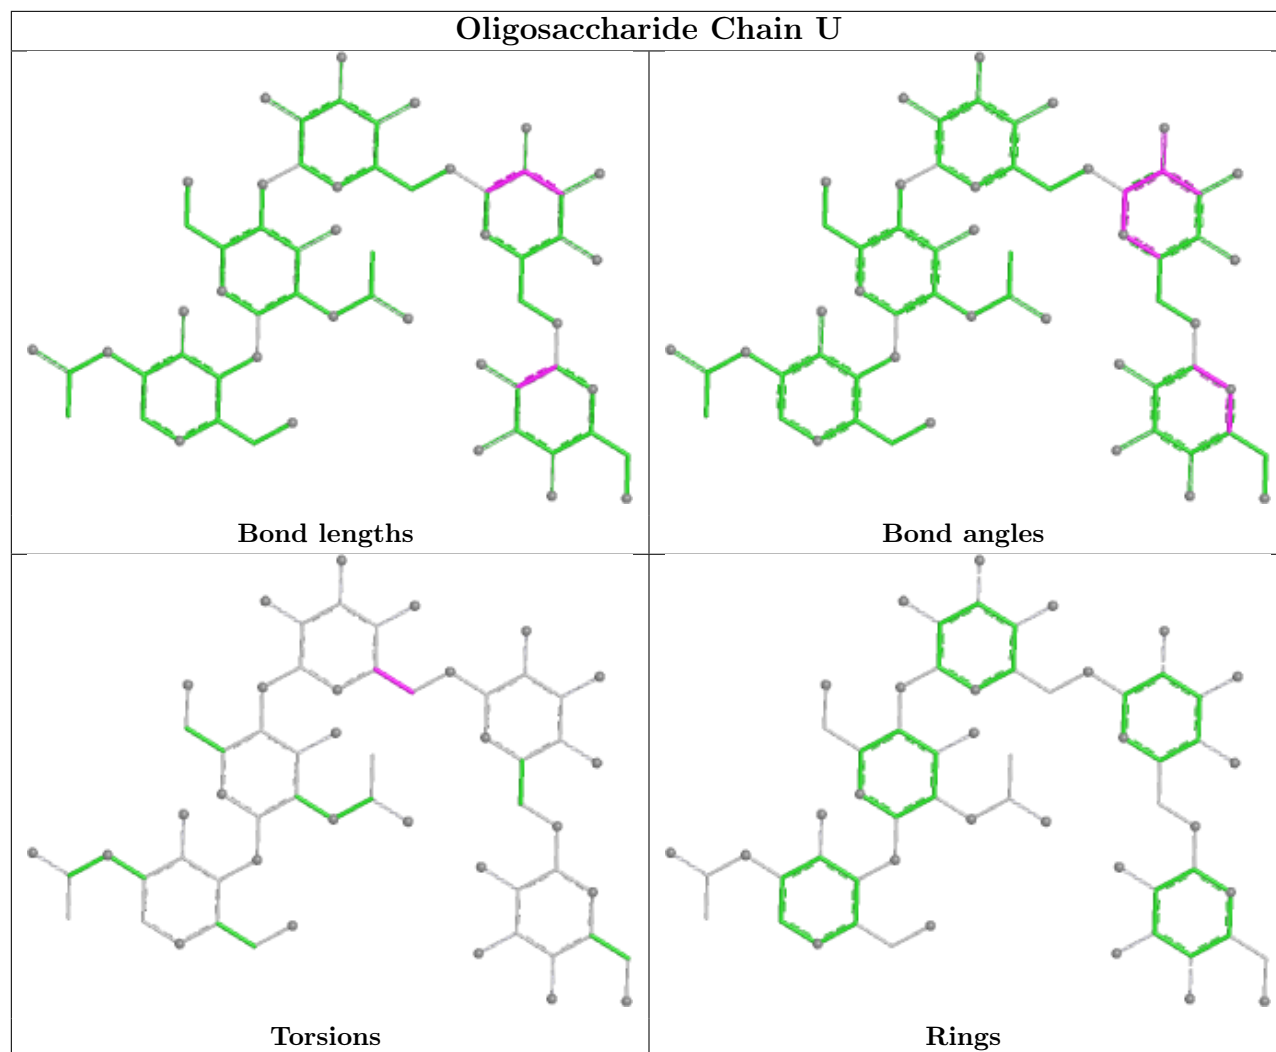 Oligosaccharide Chain U
Bond lengths
Bond angles
Torsions
Rings